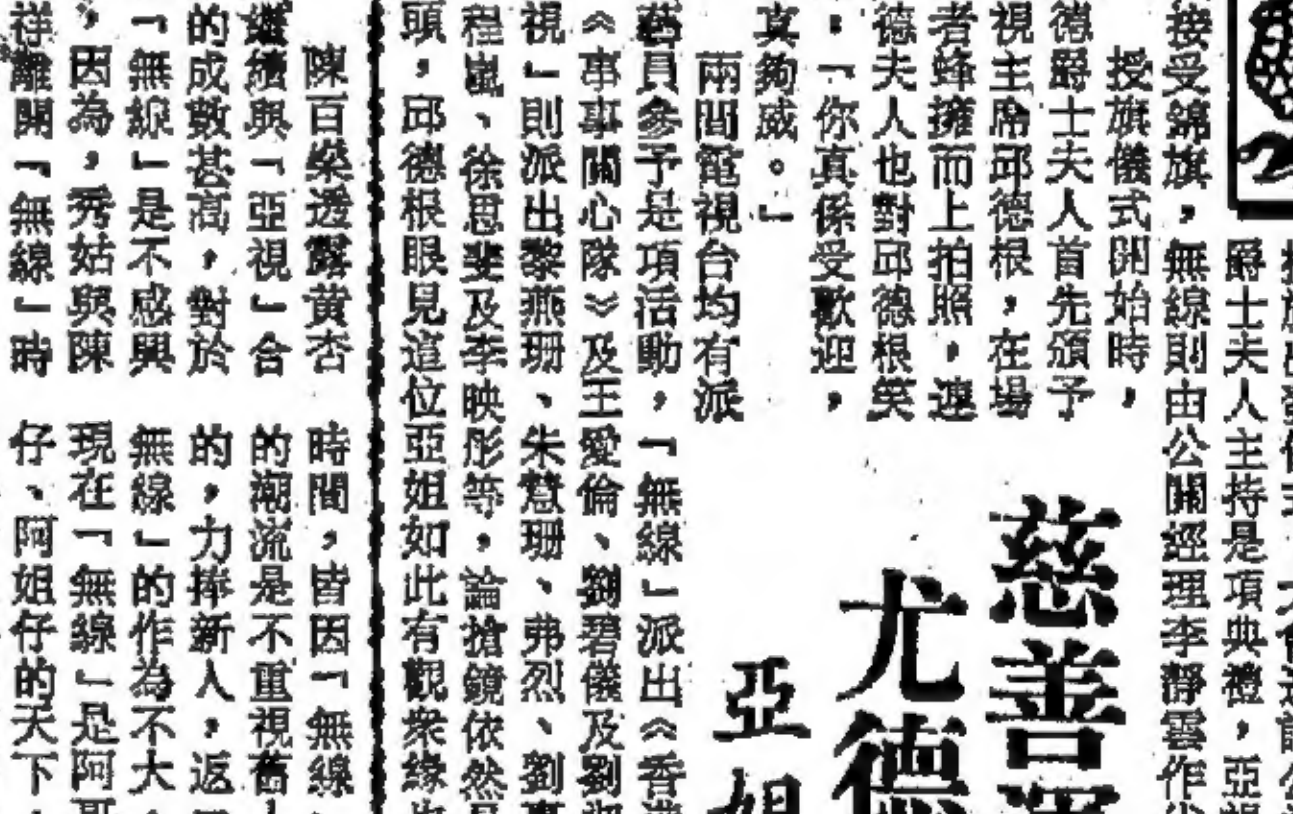 爵士夫人主持是項典禮，亞視
接受錦旗，無線則由公關經理李靜雲作代
授旗儀式開始時，
德爵士夫人首先頒予
視主席邱德根，在場
者蜂擁而上拍照，連
德夫人也對邱德根笑
：「你真係受歡迎，
真夠威。」
兩間電視台均有派
藝員參予是項活動，「無線」派出《香港
《事事關心隊》及王愛倫、劉碧儀及劉
視」則派出黎燕珊、朱慧珊、弗烈、劉
程嵐、徐思斐及李映彤等，論搶鏡依然
頭，邱德根眼見這位亞姐如此有觀衆緣
慈善
尤德
亞姐
陳百燊透露黄杏
繼續與「亞視」合
的成數甚高，對於
「無線」是不感興
，因為，秀姑與陳
祥離開「無線」時
時間，皆因「無線
的潮流是不重視舊
的，力捧新人，返
無線」的作為不大
現在「無線」是阿哥
仔、阿姐仔的天下